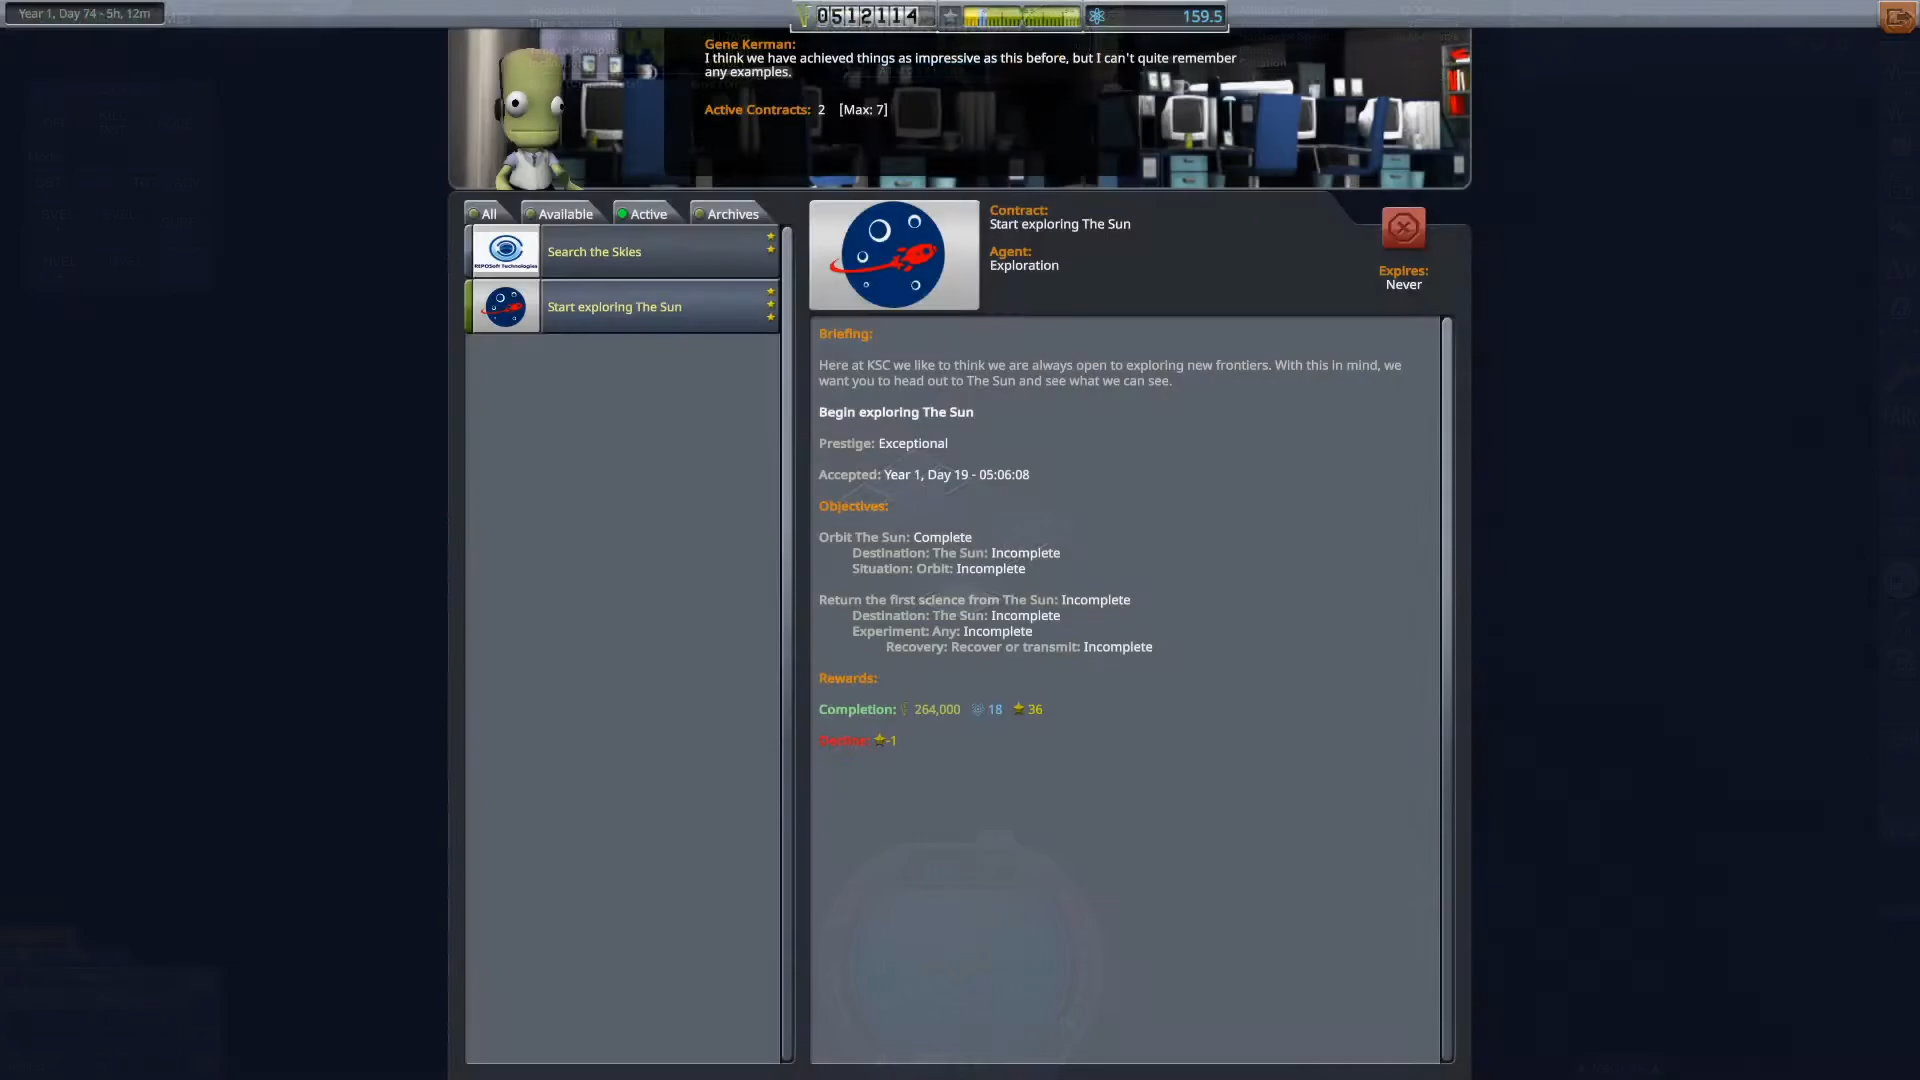 Year 1, Day 74 - 5h, 12m
0512114
159.5
Gene Kerman:
I think we have achieved things as impressive as this before, but I can't quite remember
any examples.
Active Contracts: 2 [Max: 7]
All
Available
Active
Archives
REPOSoft Technologies
Search the Skies
Start exploring The Sun
Contract:
Start exploring The Sun
Agent:
Exploration
Expires:
Never
Briefing:
Here at KSC we like to think we are always open to exploring new frontiers. With this in mind, we
want you to head out to The Sun and see what we can see.
Begin exploring The Sun
Prestige: Exceptional
Accepted: Year 1, Day 19 - 05:06:08
Objectives:
Orbit The Sun: Complete
Destination: The Sun: Incomplete
Situation: Orbit: Incomplete
Return the first science from The Sun: Incomplete
Destination: The Sun: Incomplete
Experiment: Any: Incomplete
Recovery: Recover or transmit: Incomplete
Rewards:
Completion: 264,000 18 36
Decline: -1